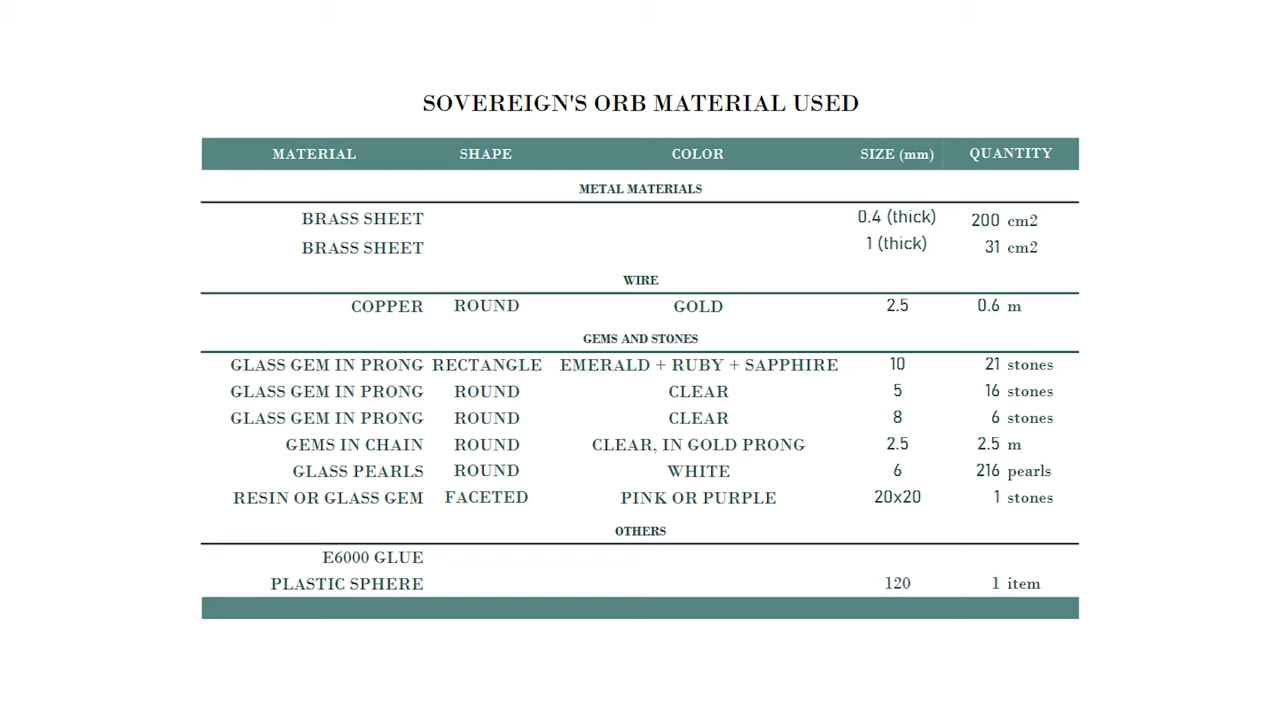 SOVEREIGN'S ORB MATERIAL USED
MATERIAL SHAPE COLOR SIZE (mm) QUANTITY
METAL MATERIALS
BRASS SHEET 0.4 (thick) 200 cm2
BRASS SHEET 1 (thick) 31 cm2
WIRE
COPPER ROUND GOLD 2.5 0.6 m
GEMS AND STONES
GLASS GEM IN PRONG RECTANGLE EMERALD + RUBY + SAPPHIRE 10 21 stones
GLASS GEM IN PRONG ROUND CLEAR 5 16 stones
GLASS GEM IN PRONG ROUND CLEAR 8 6 stones
GEMS IN CHAIN ROUND CLEAR, IN GOLD PRONG 2.5 2.5 m
GLASS PEARLS ROUND WHITE 6 216 pearls
RESIN OR GLASS GEM FACETED PINK OR PURPLE 20x20 1 stones
OTHERS
E6000 GLUE
PLASTIC SPHERE 120 1 item